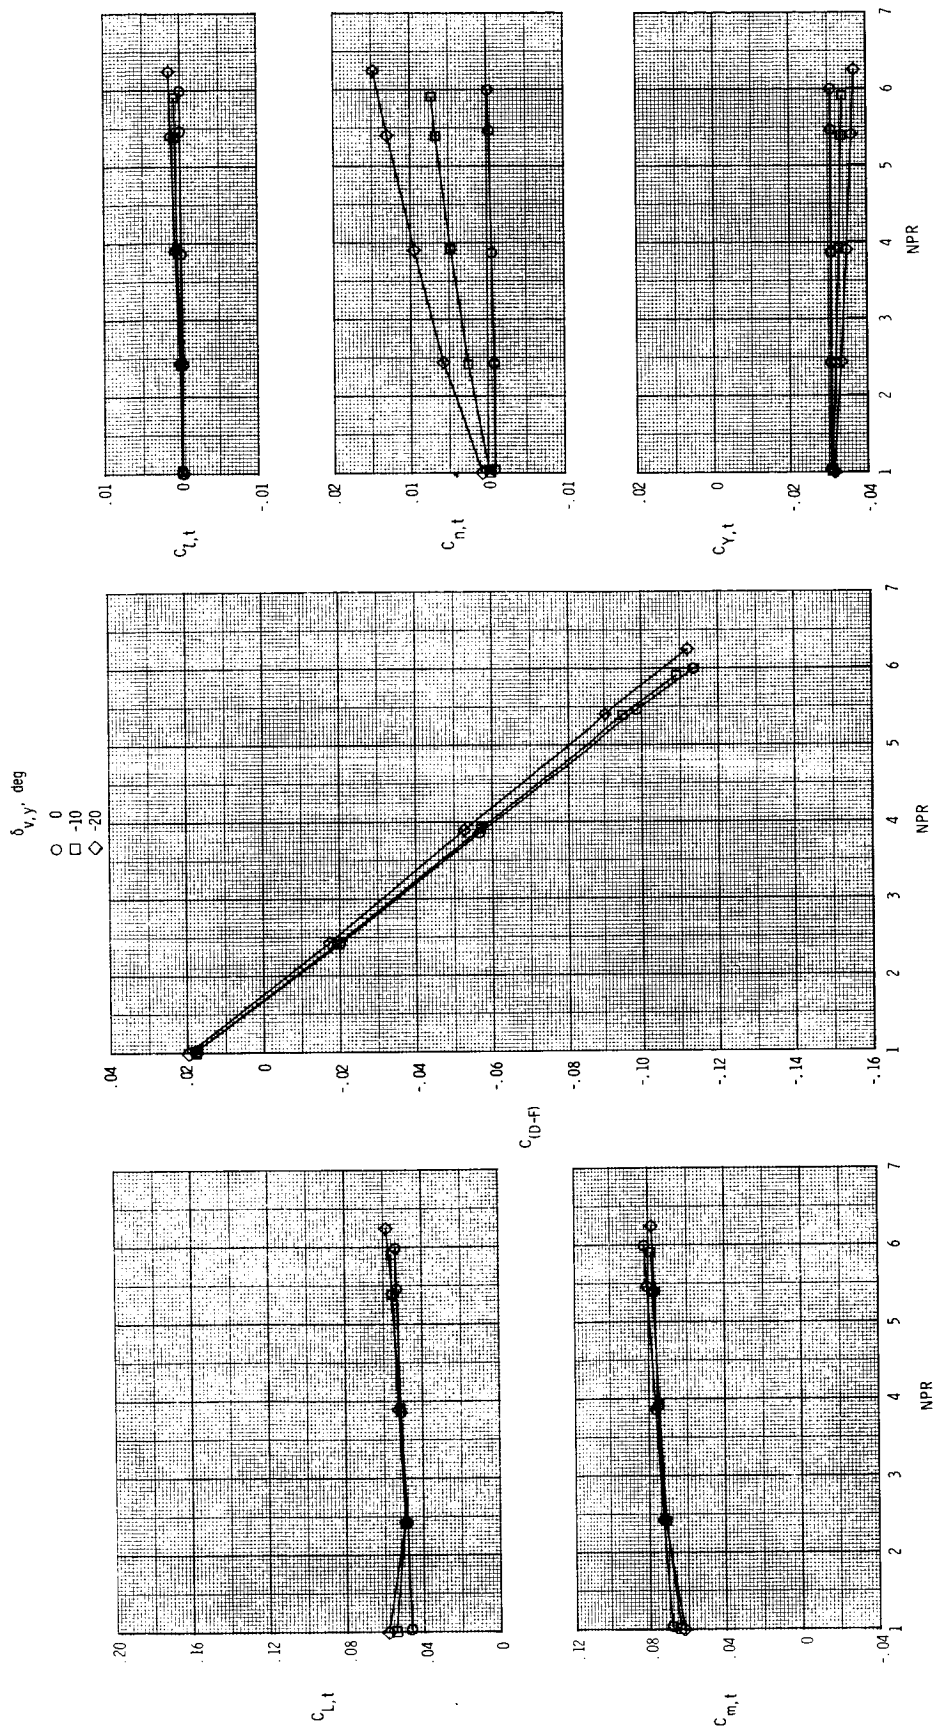 δv,y, deg
○ 0
□ -10
◇ -20
.20
.16
.12
.08
.04
0
CL,t
.12
.08
.04
0
-.04
Cm,t
1 2 3 4 5 6 7
NPR
.04
.02
0
-.02
-.04
-.06
-.08
-.10
-.12
-.14
-.16
C(D-F)
1 2 3 4 5 6 7
NPR
.01
0
-.01
Cl,t
.02
.01
0
-.01
Cn,t
.02
0
-.02
-.04
CY,t
1 2 3 4 5 6 7
NPR